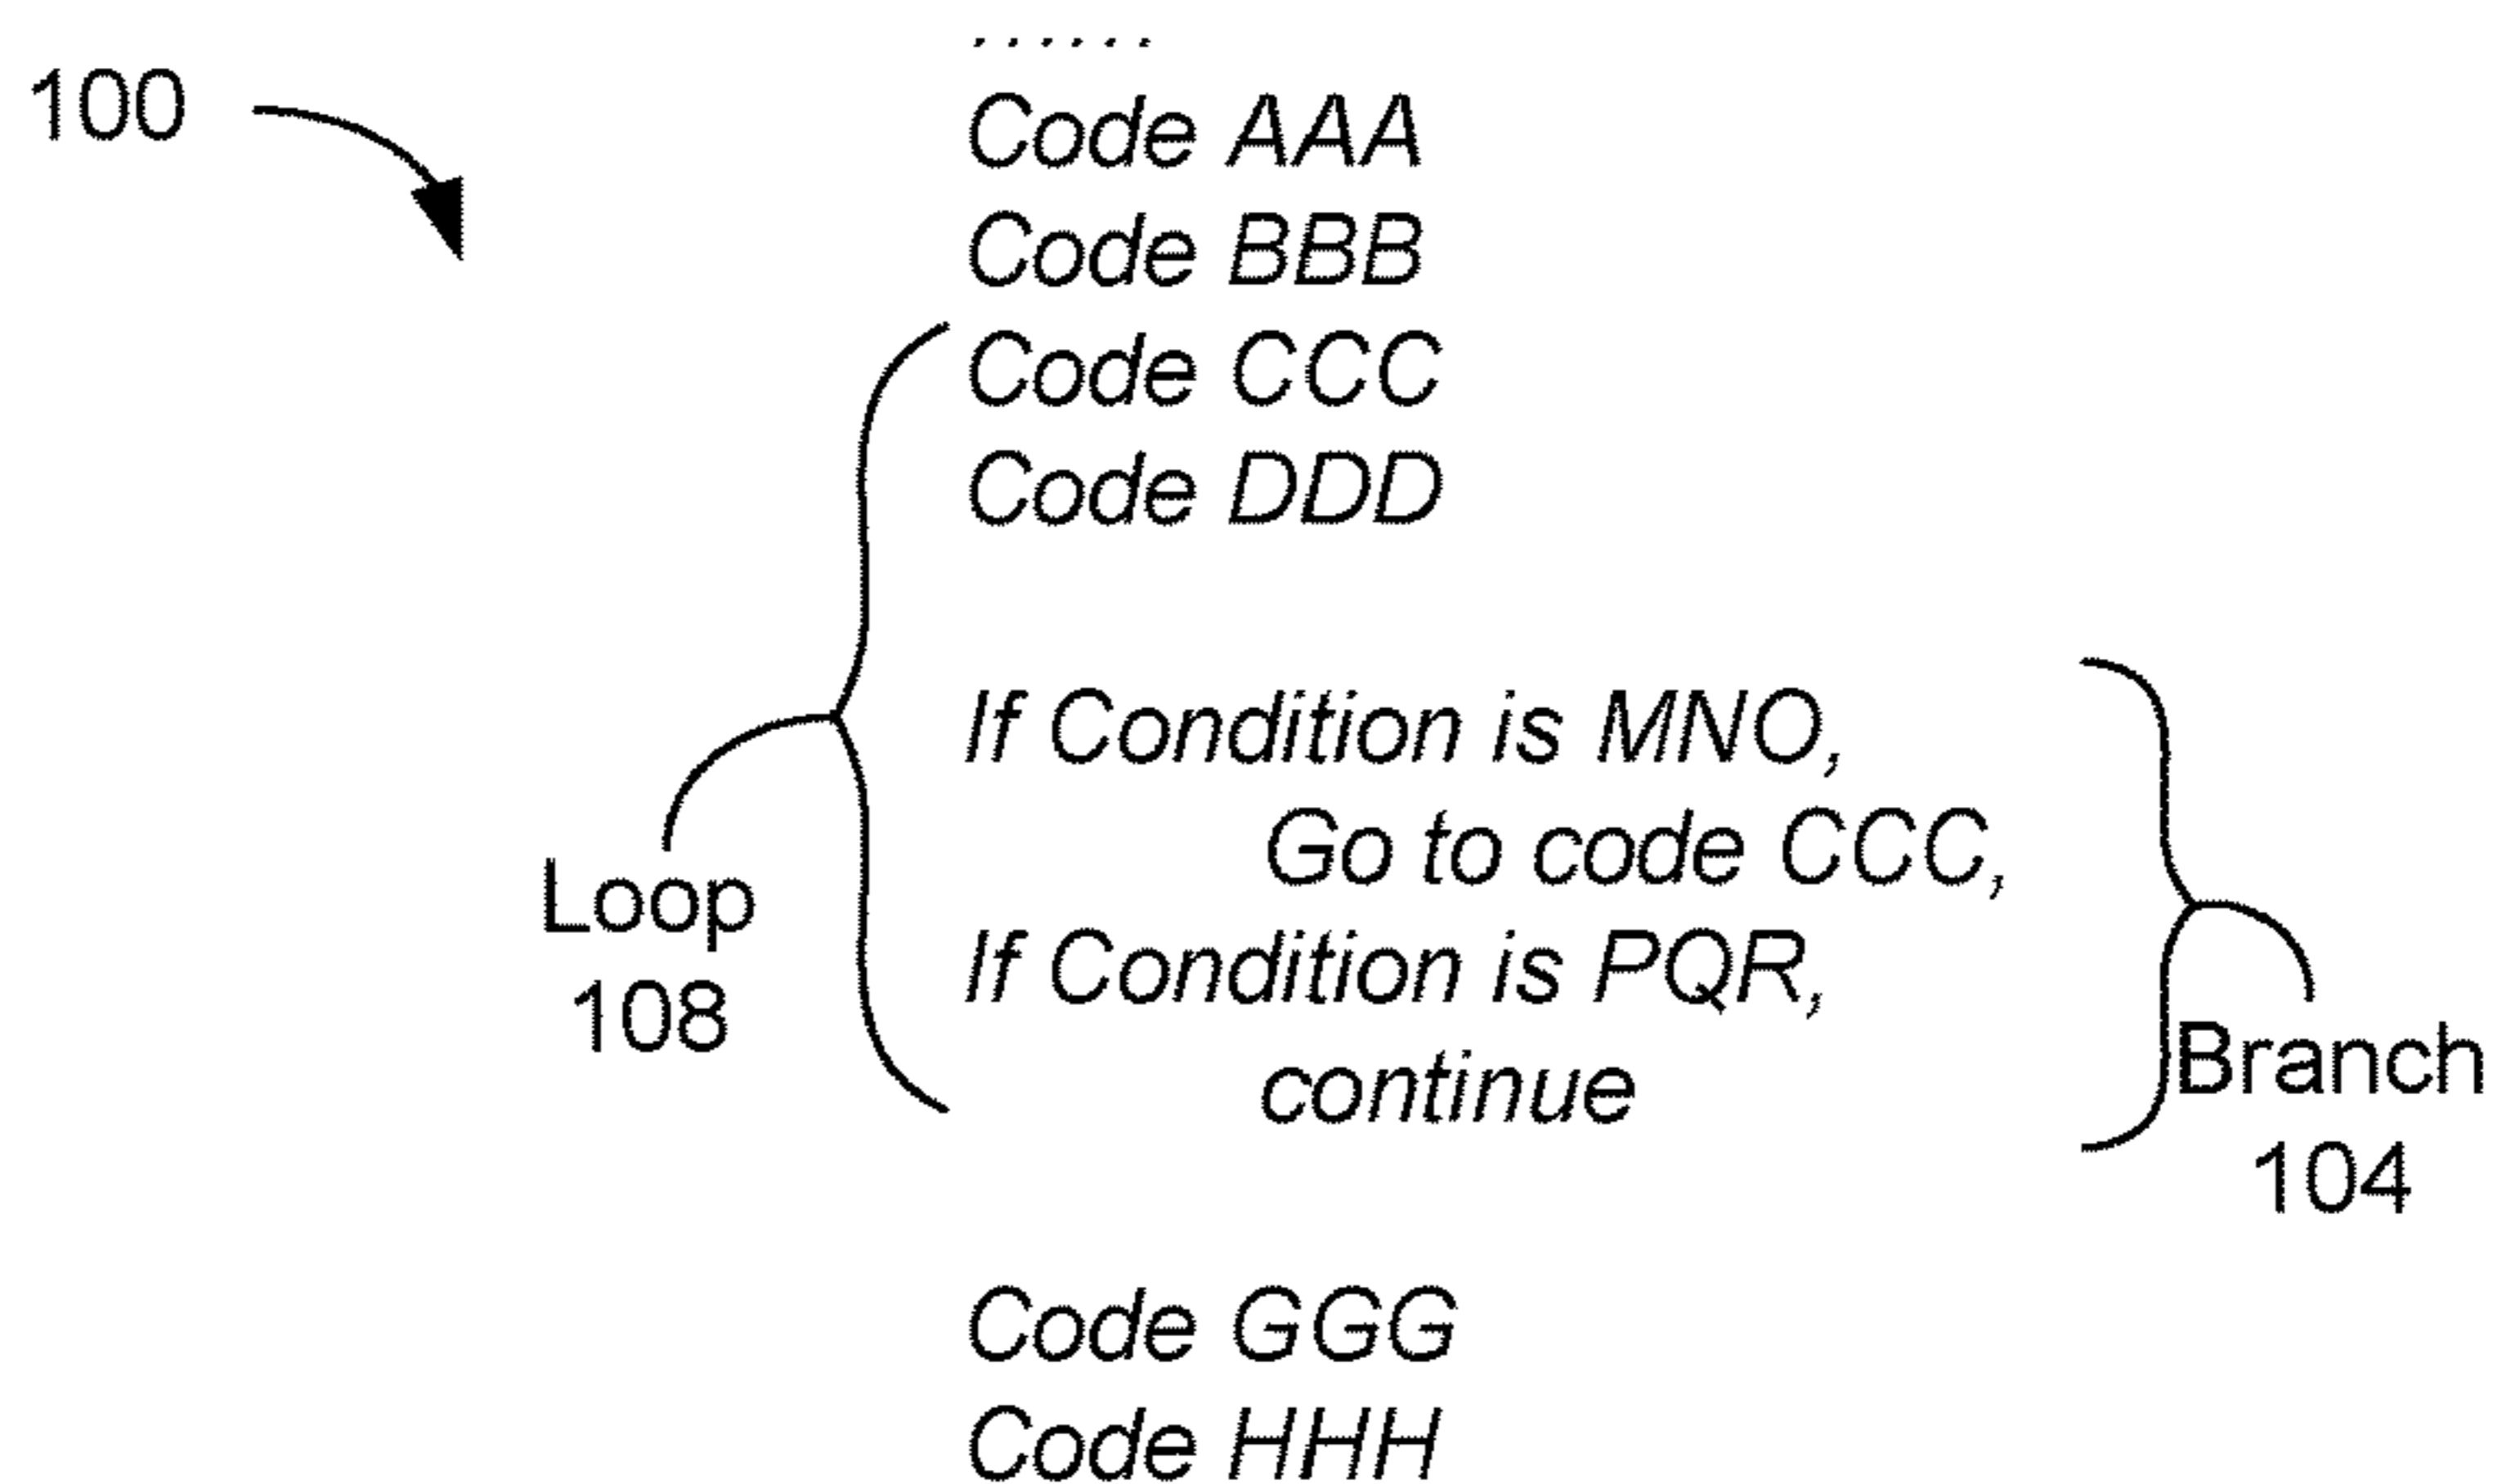 ......
100
Code AAA
Code BBB
Code CCC
Code DDD
If Condition is MNO,
Go to code CCC,
If Condition is PQR,
continue
Loop
108
Branch
104
Code GGG
Code HHH